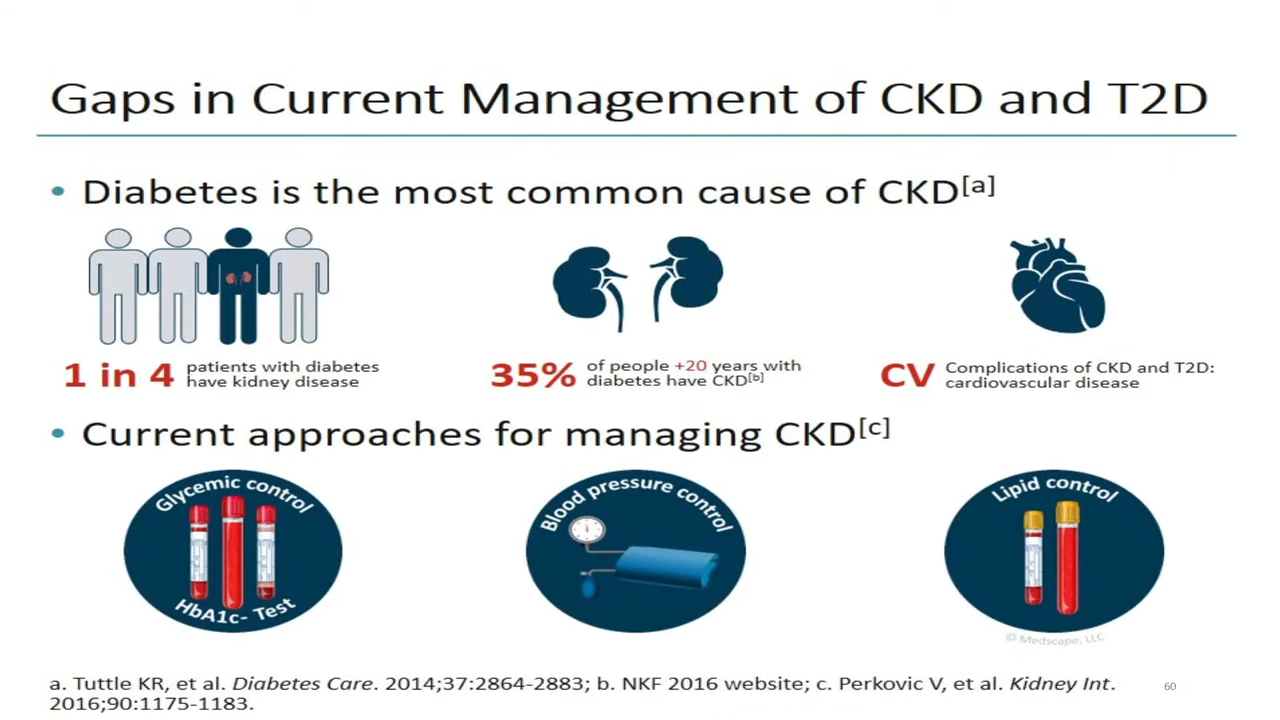 Gaps in Current Management of CKD and T2D
• Diabetes is the most common cause of CKD[a]
1 in 4 patients with diabetes
have kidney disease
35% of people +20 years with
diabetes have CKD[b]
CV Complications of CKD and T2D:
cardiovascular disease
• Current approaches for managing CKD[c]
Glycemic control
HbA1c- Test
Blood pressure control
Lipid control
© Medscape, LLC
a. Tuttle KR, et al. Diabetes Care. 2014;37:2864-2883; b. NKF 2016 website; c. Perkovic V, et al. Kidney Int.
2016;90:1175-1183.
60